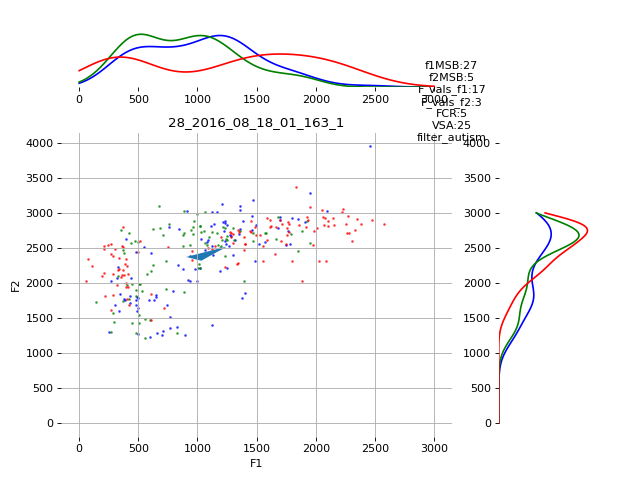 0 500 1000 1500 2000 2500 3000
f1MSB:27
f2MSB:5
F_vals_f1:17
F_vals_f2:3
FCR:5
VSA:25
filter_autism
28_2016_08_18_01_163_1
4000 4000
3500 3500
3000 3000
2500 2500
F2
2000 2000
1500 1500
1000 1000
500 500
0 0
0 500 1000 1500 2000 2500 3000
F1